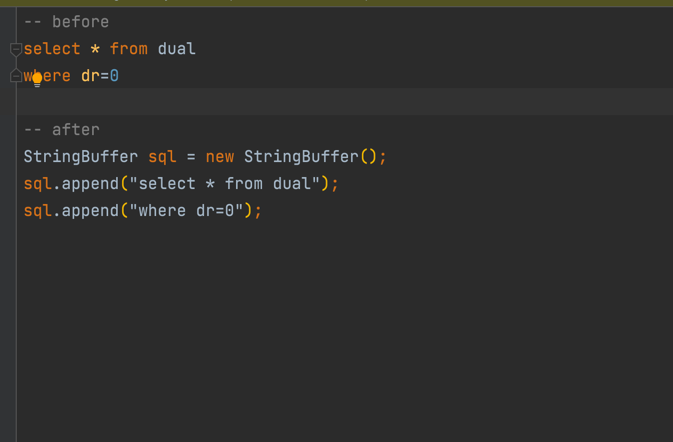 -- before
select * from dual
where dr=0
-- after
StringBuffer sql = new StringBuffer();
sql.append("select * from dual");
sql.append("where dr=0");